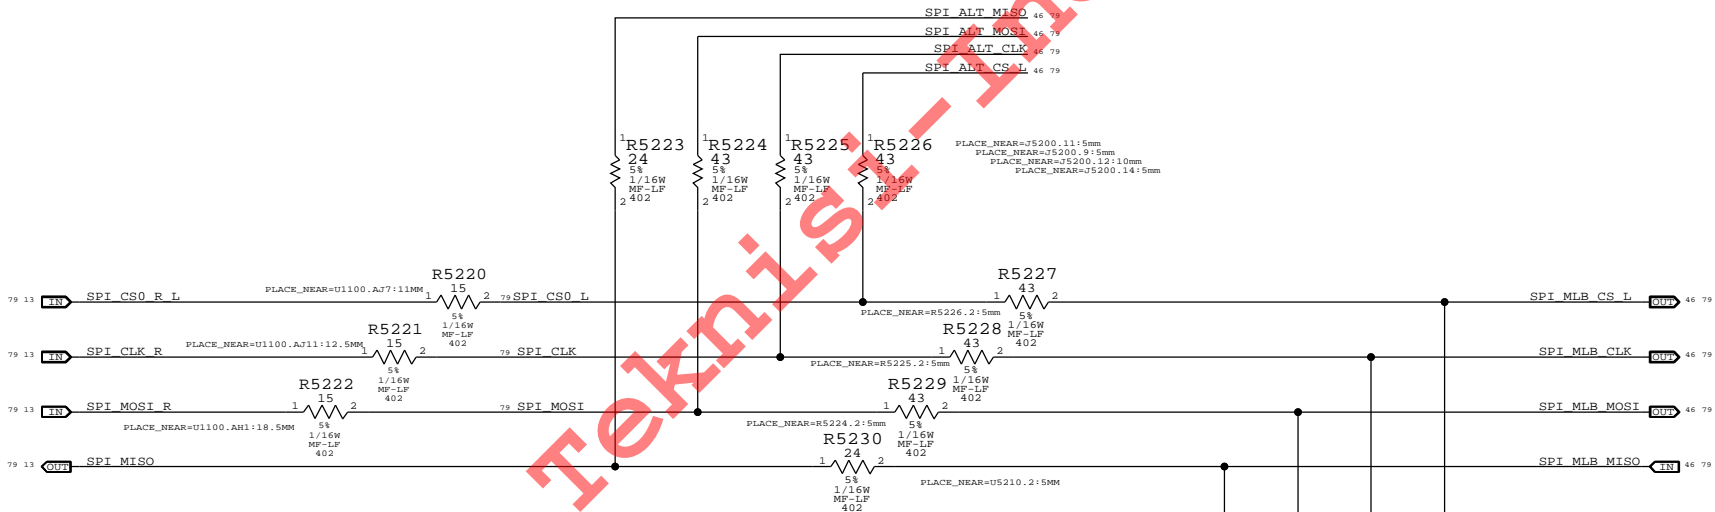 SPI_ALT_MISO 46 79
SPI_ALT_MOSI 46 79
SPI_ALT_CLK 46 79
SPI_ALT_CS_L 46 79
1 R5223
24
5%
1/16W
MF-LF
2 402
1 R5224
43
5%
1/16W
MF-LF
2 402
1 R5225
43
5%
1/16W
MF-LF
2 402
1 R5226
43
5%
1/16W
MF-LF
2 402
PLACE_NEAR=J5200.11:5mm
PLACE_NEAR=J5200.9:5mm
PLACE_NEAR=J5200.12:10mm
PLACE_NEAR=J5200.14:5mm
79 13 IN SPI_CS0_R_L
PLACE_NEAR=U1100.AJ7:11MM
R5220
1 15 2
5%
1/16W
MF-LF
402
79 SPI_CS0_L
PLACE_NEAR=R5226.2:5mm
R5227
1 43 2
5%
1/16W
MF-LF
402
SPI_MLB_CS_L OUT 46 79
79 13 IN SPI_CLK_R
PLACE_NEAR=U1100.AJ11:12.5MM
R5221
1 15 2
5%
1/16W
MF-LF
402
79 SPI_CLK
PLACE_NEAR=R5225.2:5mm
R5228
1 43 2
5%
1/16W
MF-LF
402
SPI_MLB_CLK OUT 46 79
79 13 IN SPI_MOSI_R
PLACE_NEAR=U1100.AH1:18.5MM
R5222
1 15 2
5%
1/16W
MF-LF
402
79 SPI_MOSI
PLACE_NEAR=R5224.2:5mm
R5229
1 43 2
5%
1/16W
MF-LF
402
SPI_MLB_MOSI OUT 46 79
79 13 OUT SPI_MISO
R5230
1 24 2
5%
1/16W
MF-LF
402
PLACE_NEAR=U5210.2:5MM
SPI_MLB_MISO IN 46 79
Teknisi-In